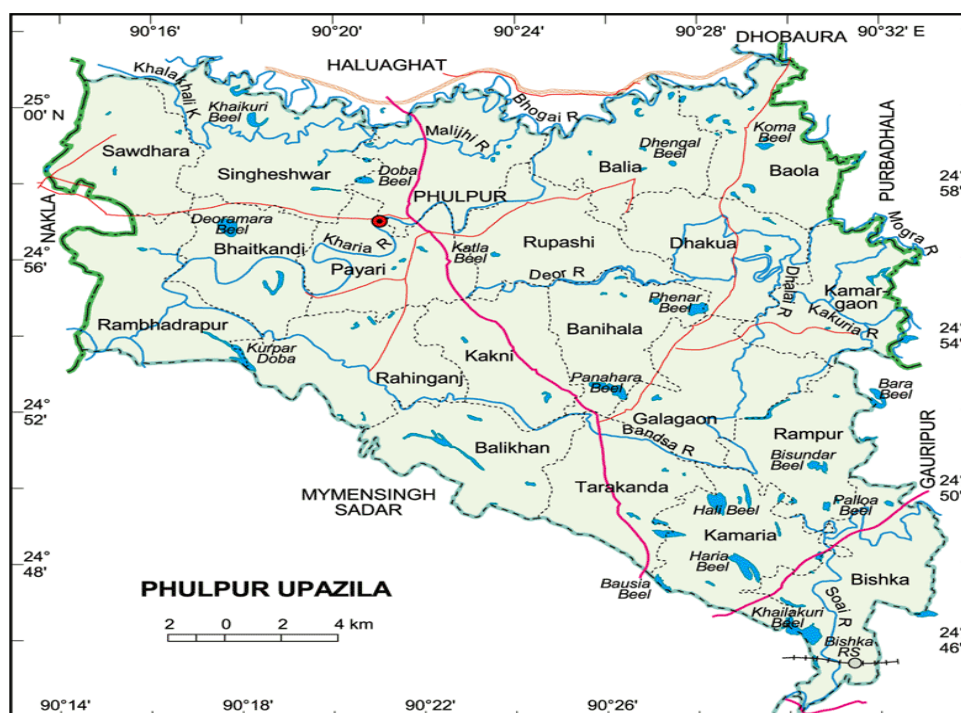 90°16'
90°20'
90°24'
90°28'
90°32' E
DHOBAURA
HALUAGHAT
Khalakhali K
25°
00' N
Khaikuri
Beel
Malijhi R
Bhogai R
Dhengal
Beel
Koma
Beel
Sawdhara
Singheshwar
Doba
Beel
Balia
Baola
PURBADHALA
24°
58'
PHULPUR
NAKLA
Deoramara
Beel
Bhaitkandi
Kharia R
Payari
Katla
Beel
Rupashi
Dhakua
Mogra R
24°
56'
Deor R
Dhalai R
Kamar-
gaon
Phenar
Beel
Kakuria R
Rambhadrapur
Kurpar
Doba
Banihala
24°
54'
Kakni
Rahinganj
Panahara
Beel
Bara
Beel
24°
52'
Galagaon
Bandsa R
Rampur
Balikhan
Bisundar
Beel
GAURIPUR
MYMENSINGH
SADAR
Tarakanda
24°
50'
Hali Beel
Palloa
Beel
Kamaria
24°
48'
Haria
Beel
Bishka
PHULPUR UPAZILA
Bausia
Beel
Soai R
Khailakuri
Beel
2 0 2 4 km
Bishka
RS
24°
46'
90°14'
90°22'
90°26'
90°30'